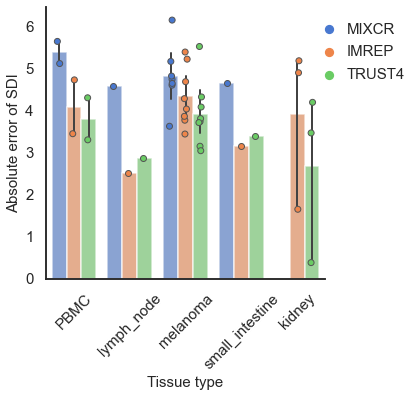 MIXCR
IMREP
TRUST4
Absolute error of SDI
6
5
4
3
2
1
0
PBMC
lymph_node
melanoma
small_intestine
kidney
Tissue type